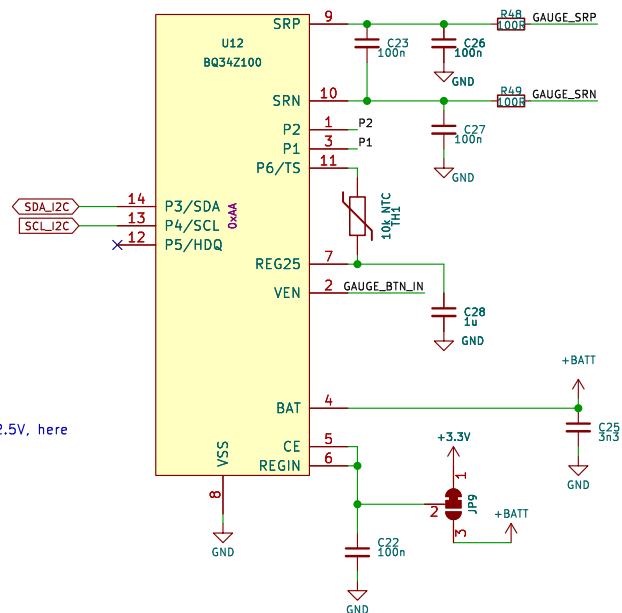 U12
BQ34Z100
SRP
9
SRN
10
P2
1
P2
P1
3
P1
P6/TS
11
14
P3/SDA
SDA_I2C
13
P4/SCL
SCL_I2C
12
P5/HDQ
0xAA
REG25
7
VEN
2
GAUGE_BTN_IN
BAT
4
CE
5
REGIN
6
VSS
8
GND
C23
100n
C26
100n
GND
R48
100R
GAUGE_SRP
R49
100R
GAUGE_SRN
C27
100n
GND
10k NTC
TH1
C28
1u
GND
+BATT
C25
3n3
GND
+3.3V
1
2
JP9
3
+BATT
C22
100n
GND
2.5V, here